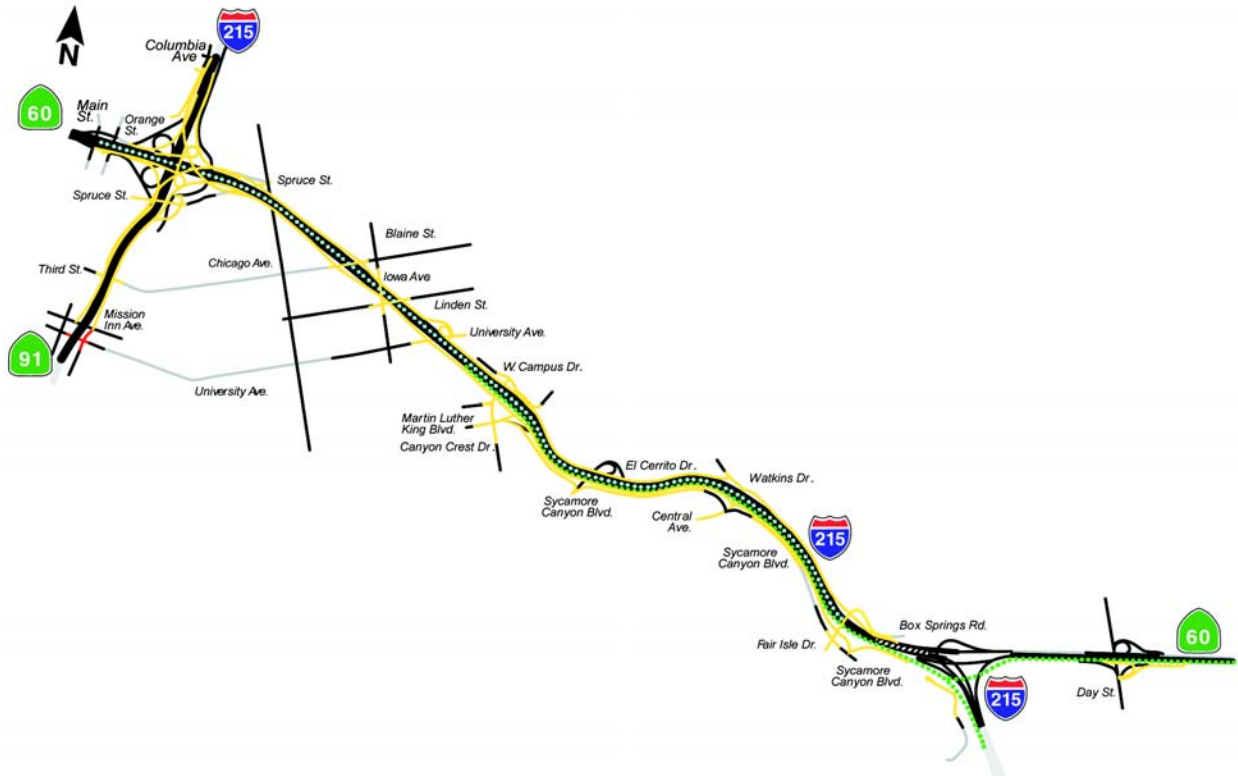 N
Columbia
Ave
215
60
Main
St.
Orange
St.
Spruce St.
Spruce St.
Blaine St.
Chicago Ave.
Iowa Ave
Third St.
Linden St.
Mission
Inn Ave.
University Ave.
91
W. Campus Dr.
University Ave.
Martin Luther
King Blvd.
Canyon Crest Dr.
El Cerrito Dr.
Watkins Dr.
Sycamore
Canyon Blvd.
Central
Ave.
215
Sycamore
Canyon Blvd.
Box Springs Rd.
60
Fair Isle Dr.
Sycamore
Canyon Blvd.
215
Day St.